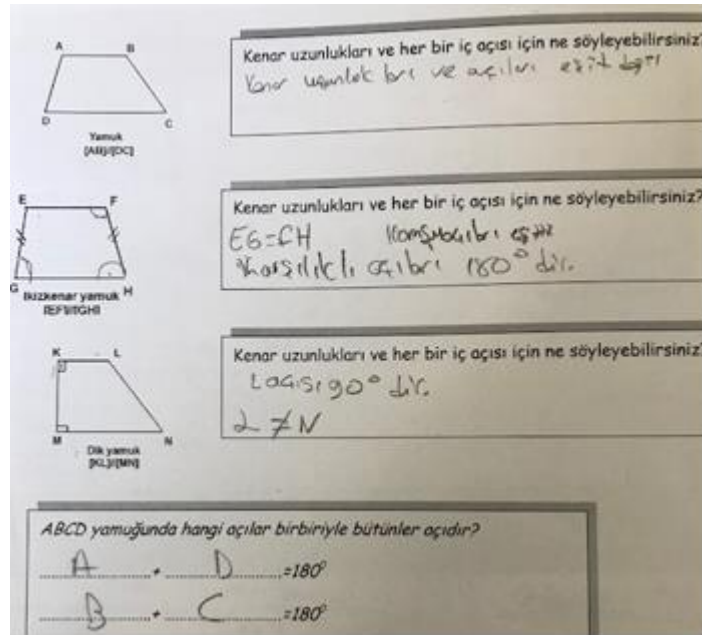 A B
D C
Yamuk
[AB]//[DC]
Kenar uzunlukları ve her bir iç açısı için ne söyleyebilirsiniz?
Kenar uzunlukları ve açıları eşit değil
E F
G H
İkizkenar yamuk
[EF]//[GH]
Kenar uzunlukları ve her bir iç açısı için ne söyleyebilirsiniz?
EG=FH Komşu açıları eşittir
Karşılıklı açıları 180° dir.
K L
M N
Dik yamuk
[KL]//[MN]
Kenar uzunlukları ve her bir iç açısı için ne söyleyebilirsiniz?
açısı 90° dir.
L ≠ N
ABCD yamuğunda hangi açılar birbiriyle bütünler açıdır?
A + D =180°
B + C =180°